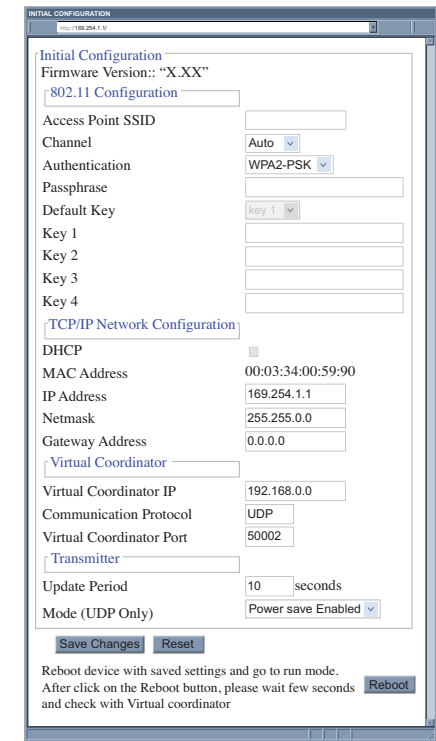 INITIAL CONFIGURATION
http://169.254.1.1/
Initial Configuration
Firmware Version:: “X.XX”
802.11 Configuration
Access Point SSID
Channel Auto
Authentication WPA2-PSK
Passphrase
Default Key key 1
Key 1
Key 2
Key 3
Key 4
TCP/IP Network Configuration
DHCP
MAC Address 00:03:34:00:59:90
IP Address 169.254.1.1
Netmask 255.255.0.0
Gateway Address 0.0.0.0
Virtual Coordinator
Virtual Coordinator IP 192.168.0.0
Communication Protocol UDP
Virtual Coordinator Port 50002
Transmitter
Update Period 10 seconds
Mode (UDP Only) Power save Enabled
Save Changes Reset
Reboot device with saved settings and go to run mode.
After click on the Reboot button, please wait few seconds Reboot
and check with Virtual coordinator